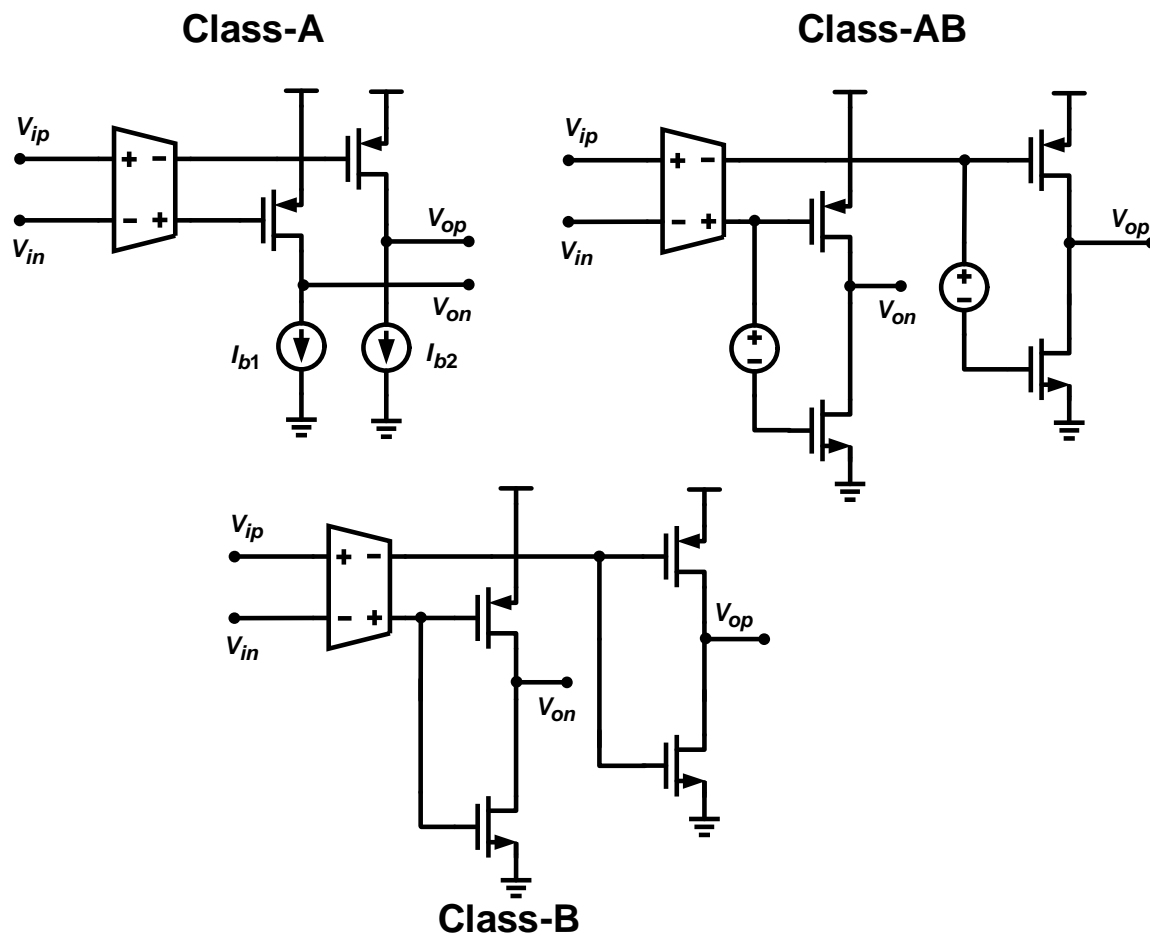 Class-A
Class-AB
V_ip
V_in
+ −
− +
V_op
V_on
I_b1
I_b2
V_ip
V_in
+ −
− +
+
−
+
−
V_on
V_op
V_ip
V_in
+ −
− +
V_op
V_on
Class-B